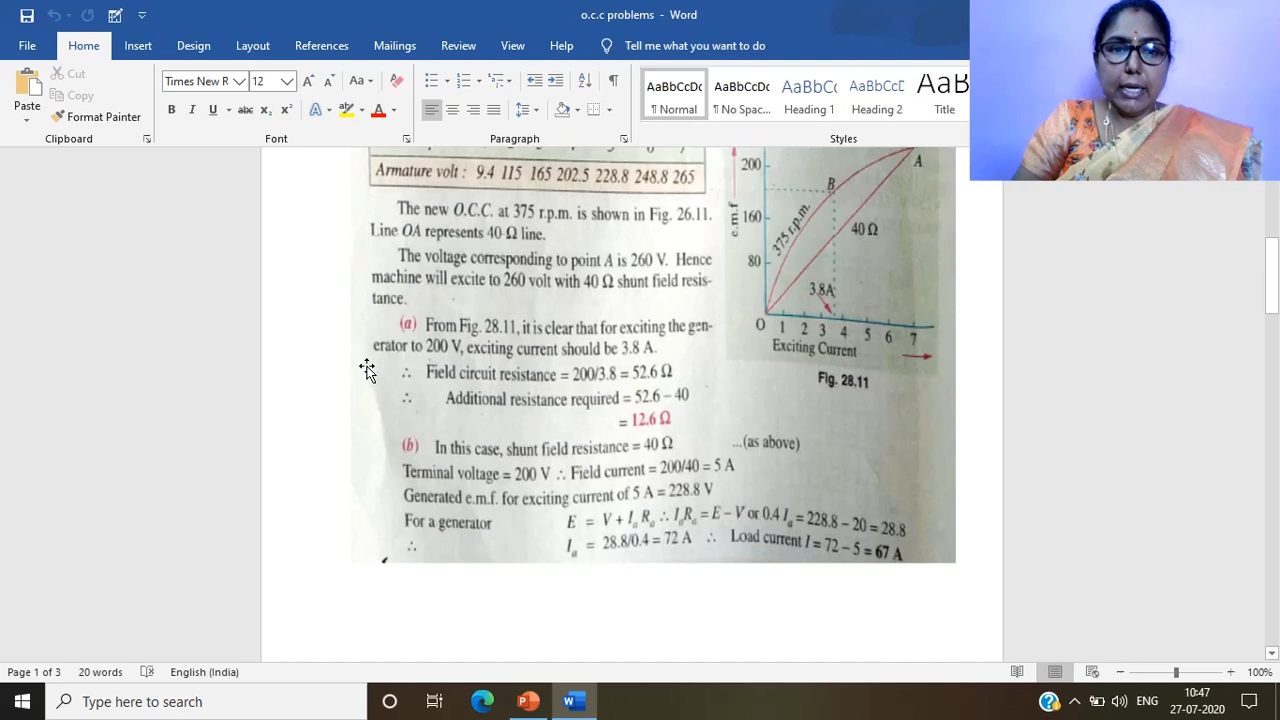 o.c.c problems - Word
File Home Insert Design Layout References Mailings Review View Help Tell me what you want to do
Cut
Copy
Paste
Format Painter
Clipboard
Times New R 12
Font
Paragraph
AaBbCcDc AaBbCcDc AaBbCc AaBbCcD AaBbC
¶ Normal ¶ No Spac... Heading 1 Heading 2 Title
Styles
Armature volt : 9.4 115 165 202.5 228.8 248.8 265
The new O.C.C. at 375 r.p.m. is shown in Fig. 26.11.
Line OA represents 40-Ω line.
The voltage corresponding to point A is 260 V. Hence
machine will excite to 260 volt with 40 Ω shunt field resis-
tance.
(a) From Fig. 28.11, it is clear that for exciting the gen-
erator to 200 V, exciting current should be 3.8 A.
∴ Field circuit resistance = 200/3.8 = 52.6 Ω
∴ Additional resistance required = 52.6 – 40
= 12.6 Ω
(b) In this case, shunt field resistance = 40 Ω ...(as above)
Terminal voltage = 200 V ∴ Field current = 200/40 = 5 A
Generated e.m.f. for exciting current of 5 A = 228.8 V
For a generator E = V + IaRa ∴ IaRa = E – V or 0.4 Ia = 228.8 – 20 = 28.8
∴ Ia = 28.8/0.4 = 72 A ∴ Load current I = 72 – 5 = 67 A
200
A
B
e.m.f
160
375 r.p.m.
40 Ω
80
3.8A
O 1 2 3 4 5 6 7
Exciting Current
Fig. 28.11
Page 1 of 3 20 words English (India) 100%
Type here to search
ENG
10:47
27-07-2020